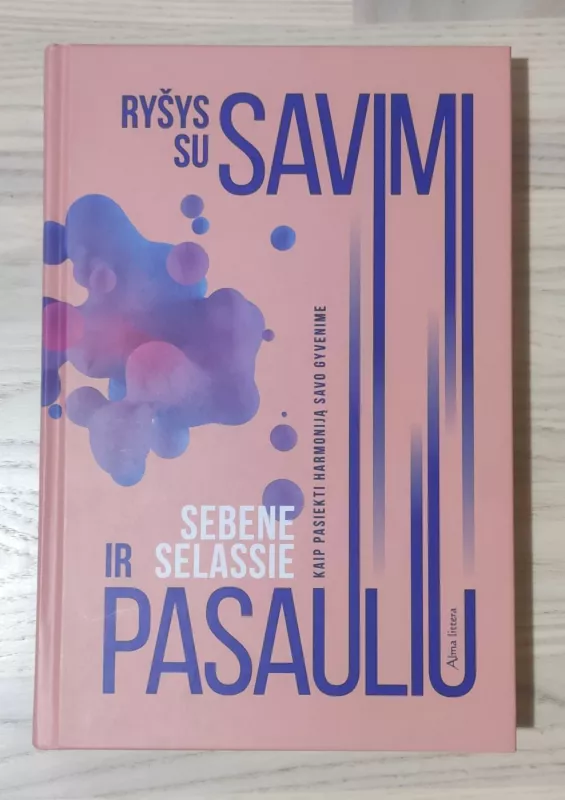 RYŠYS
SU
SAVIMI
KAIP PASIEKTI HARMONIJĄ SAVO GYVENIME
SEBENE
SELASSIE
IR
PASAULIU
Alma littera